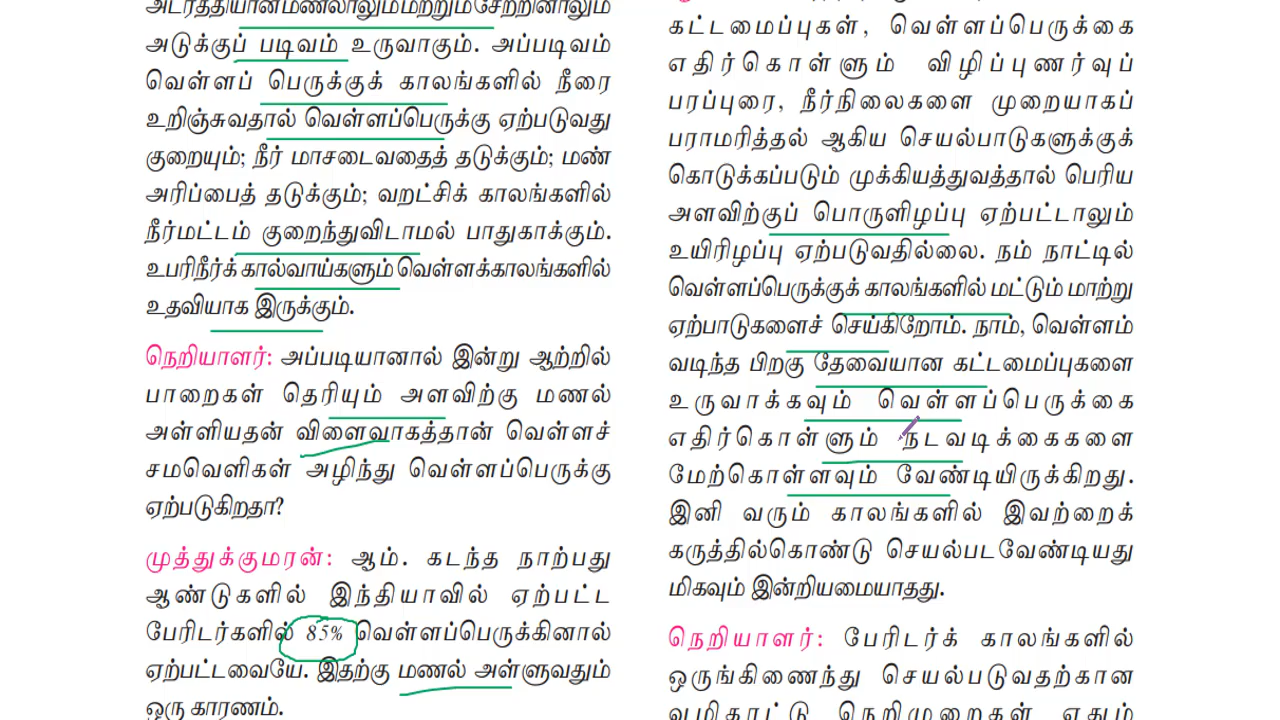 அடர்த்தியான மணலாலும் மற்றும் சேற்றினாலும்
அடுக்குப் படிவம் உருவாகும். அப்படிவம்
வெள்ளப் பெருக்குக் காலங்களில் நீரை
உறிஞ்சுவதால் வெள்ளப்பெருக்கு ஏற்படுவது
குறையும்; நீர் மாசடைவதைத் தடுக்கும்; மண்
அரிப்பைத் தடுக்கும்; வறட்சிக் காலங்களில்
நீர்மட்டம் குறைந்துவிடாமல் பாதுகாக்கும்.
உபரிநீர்க் கால்வாய்களும் வெள்ளக்காலங்களில்
உதவியாக இருக்கும்.
நெறியாளர்: அப்படியானால் இன்று ஆற்றில்
பாறைகள் தெரியும் அளவிற்கு மணல்
அள்ளியதன் விளைவாகத்தான் வெள்ளச்
சமவெளிகள் அழிந்து வெள்ளப்பெருக்கு
ஏற்படுகிறதா?
முத்துக்குமரன்: ஆம். கடந்த நாற்பது
ஆண்டுகளில் இந்தியாவில் ஏற்பட்ட
பேரிடர்களில் 85% வெள்ளப்பெருக்கினால்
ஏற்பட்டவையே. இதற்கு மணல் அள்ளுவதும்
ஒரு காரணம்.
கட்டமைப்புகள், வெள்ளப்பெருக்கை
எதிர்கொள்ளும் விழிப்புணர்வுப்
பரப்புரை, நீர்நிலைகளை முறையாகப்
பராமரித்தல் ஆகிய செயல்பாடுகளுக்குக்
கொடுக்கப்படும் முக்கியத்துவத்தால் பெரிய
அளவிற்குப் பொருளிழப்பு ஏற்பட்டாலும்
உயிரிழப்பு ஏற்படுவதில்லை. நம் நாட்டில்
வெள்ளப்பெருக்குக் காலங்களில் மட்டும் மாற்று
ஏற்பாடுகளைச் செய்கிறோம். நாம், வெள்ளம்
வடிந்த பிறகு தேவையான கட்டமைப்புகளை
உருவாக்கவும் வெள்ளப்பெருக்கை
எதிர்கொள்ளும் நடவடிக்கைகளை
மேற்கொள்ளவும் வேண்டியிருக்கிறது.
இனி வரும் காலங்களில் இவற்றைக்
கருத்தில்கொண்டு செயல்படவேண்டியது
மிகவும் இன்றியமையாதது.
நெறியாளர்: பேரிடர்க் காலங்களில்
ஒருங்கிணைந்து செயல்படுவதற்கான
வழிகாட்டு நெறிமுறைகள் ஏதும்